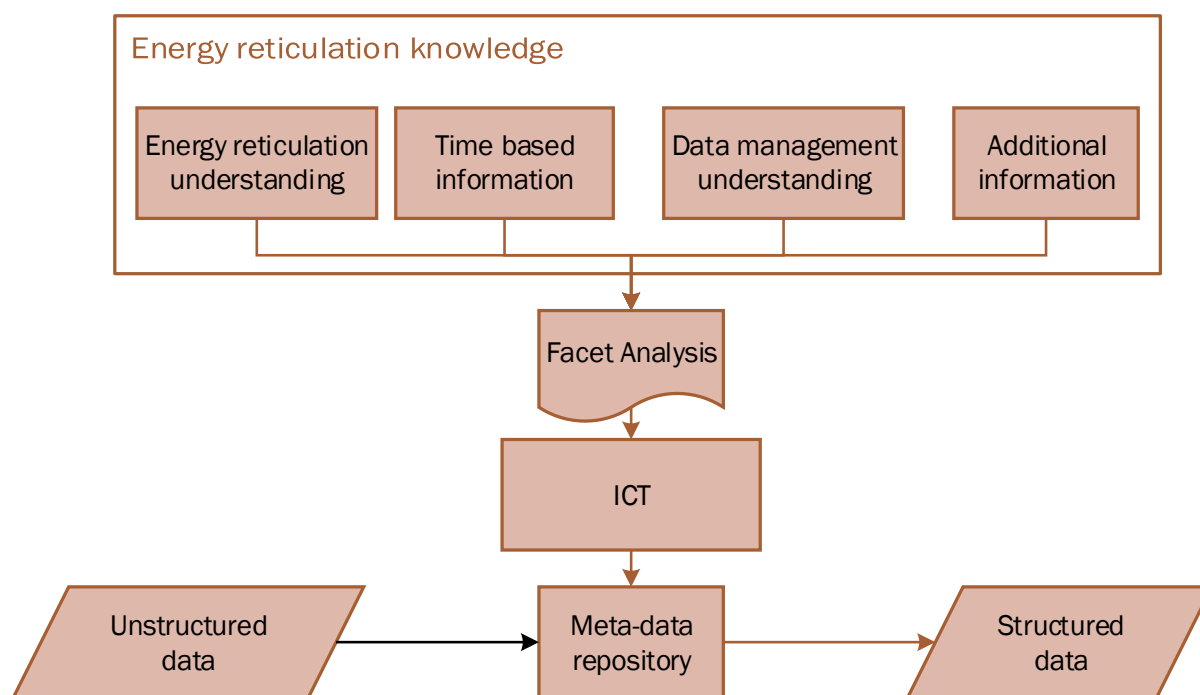 Energy reticulation knowledge
Energy reticulation
understanding
Time based
information
Data management
understanding
Additional
information
Facet Analysis
ICT
Unstructured
data
Meta-data
repository
Structured
data